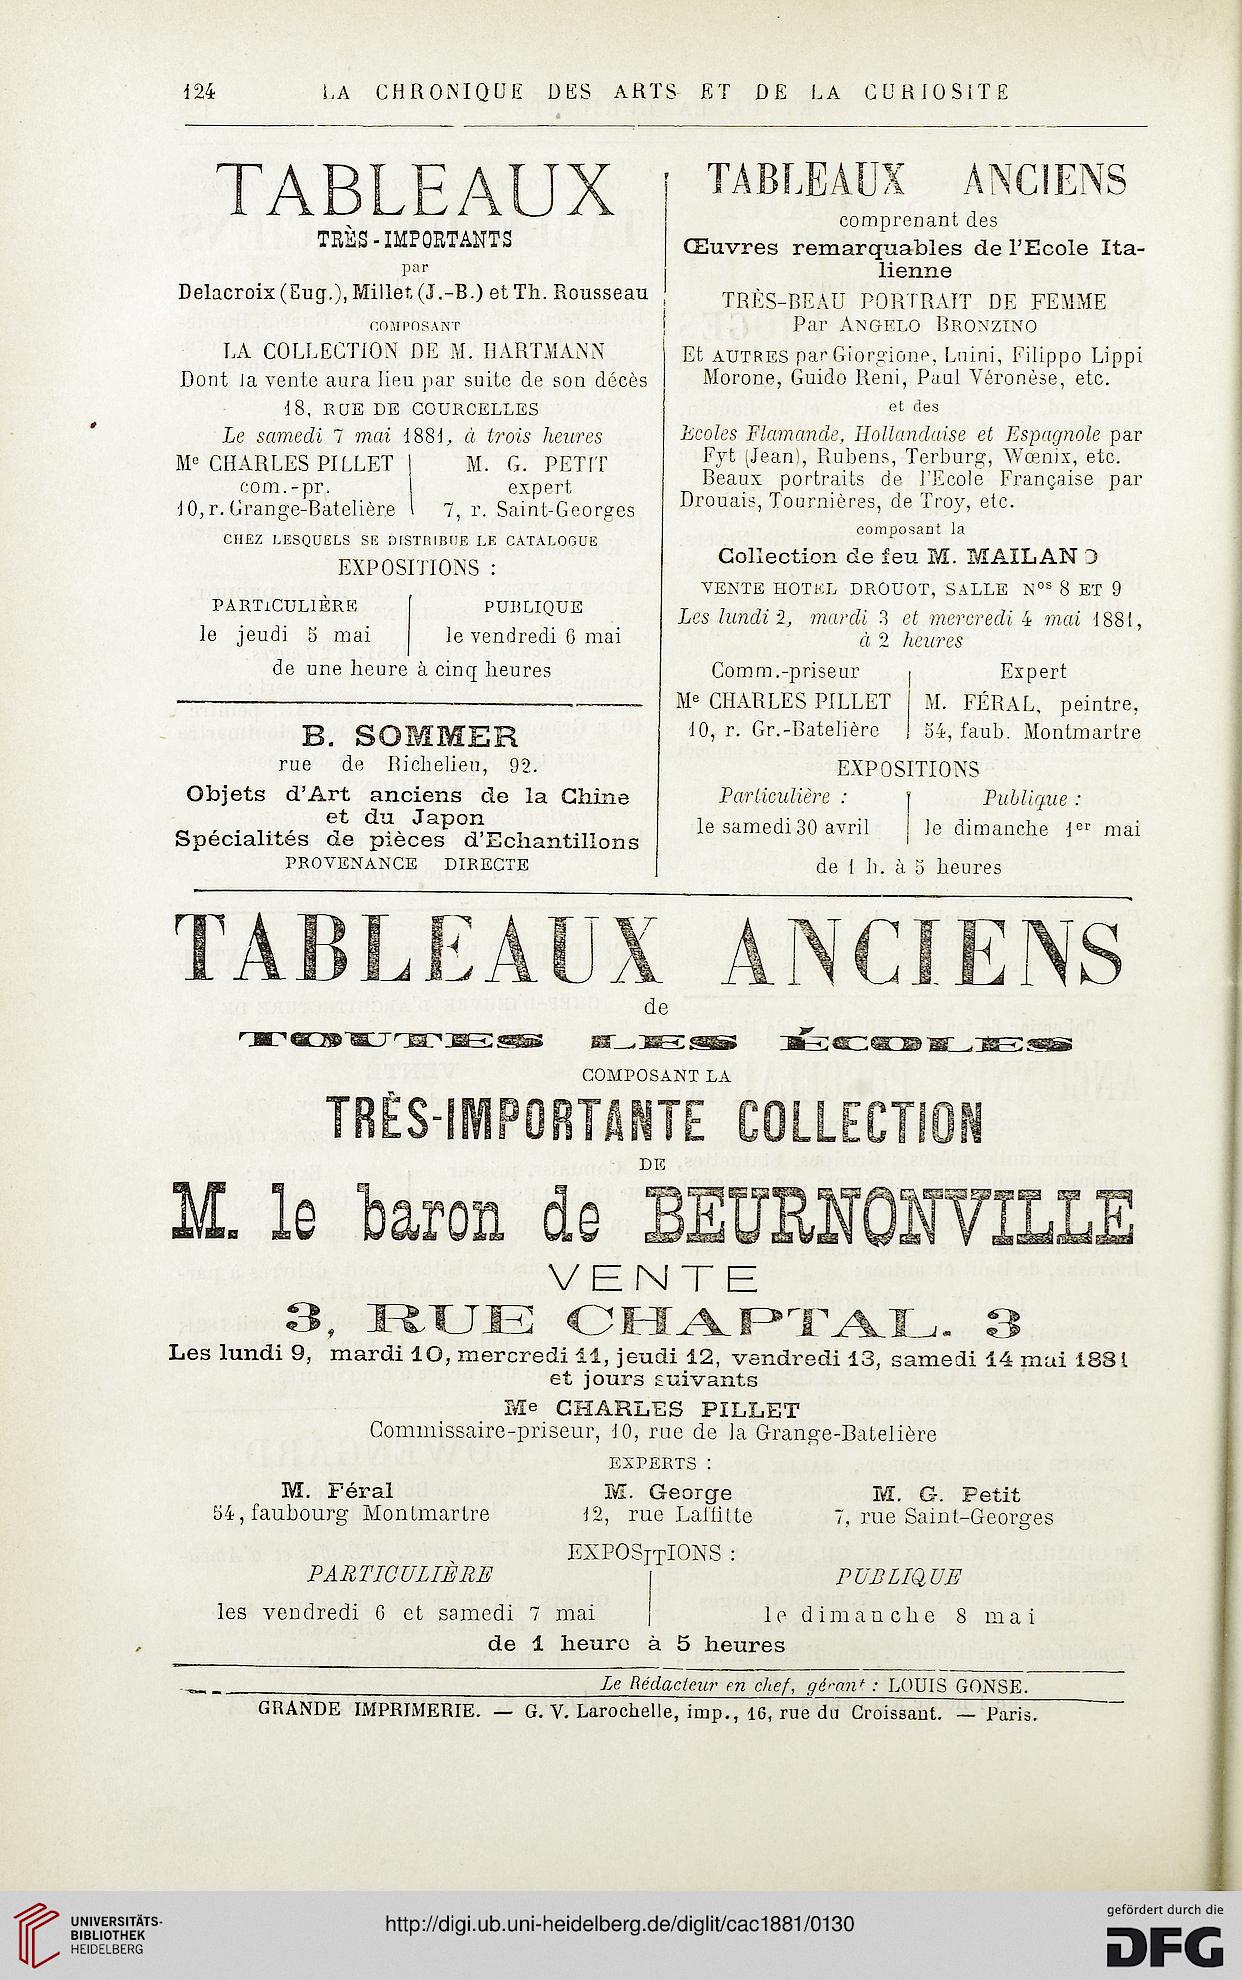 124 LA CHRONIQUE DES ARTS ET DE LA CURIOSITE
TABLEAUX
TRÈS-IMPORTANTS
par
Delacroix (Eug.), Millet (J.-B.) et Th. Rousseau
COMPOSANT
LA COLLECTION DE M. HARTMANN
Dont la vente aura lieu par suite de son décès
18, RUE DE COURCELLES
Le samedi 7 mai 1881, à trois heures
Me CHARLES PILLET | M. G. PETIT
com.-pr. | expert
10, r. Grange-Batelière | 7, r. Saint-Georges
CHEZ LESQUELS SE DISTRIBUE LE CATALOGUE
EXPOSITIONS :
PARTICULIÈRE | PUBLIQUE
le jeudi 5 mai | le vendredi 6 mai
de une heure à cinq heures
B. SOMMER
rue de Richelieu, 92.
Objets d'Art anciens de la Chine
et du Japon
Spécialités de pièces d'Echantillons
PROVENANCE DIRECTE
TABLEAUX ANCIENS
comprenant des
Œuvres remarquables de l'Ecole Ita-
lienne
TRÈS-BEAU PORTRAIT DE FEMME
Par ANGELO BRONZINO
Et AUTRES par Giorgione, Luini, Filippo Lippi
Morone, Guido Reni, Paul Véronèse, etc.
et des
Ecoles Flamande, Hollandaise et Espagnole par
Fyt (Jean), Rubens, Terburg, Wœnix, etc.
Beaux portraits de l'Ecole Française par
Drouais, Tournières, de Troy, etc.
composant la
Collection de feu M. MAILAND
VENTE HOTEL DROUOT, SALLE Nos 8 ET 9
Les lundi 2, mardi 3 et mercredi 4 mai 1881,
à 2 heures
Comm.-priseur | Expert
Me CHARLES PILLET | M. FÉRAL, peintre,
10, r. Gr.-Batelière | 54, faub. Montmartre
EXPOSITIONS
Particulière : | Publique :
le samedi 30 avril | le dimanche 1er mai
de 1 h. à 5 heures
TABLEAUX ANCIENS
de
TOUTES LES ÉCOLES
COMPOSANT LA
TRÈS-IMPORTANTE COLLECTION
DE
M. le baron de BEURNONVILLE
VENTE
3, RUE CHAPTAL. 3
Les lundi 9, mardi 10, mercredi 11, jeudi 12, vendredi 13, samedi 14 mai 1881
et jours suivants
Me CHARLES PILLET
Commissaire-priseur, 10, rue de la Grange-Batelière
EXPERTS :
M. Féral M. George M. G. Petit
54, faubourg Montmartre 12, rue Laffitte 7, rue Saint-Georges
EXPOSITIONS :
PARTICULIÈRE | PUBLIQUE
les vendredi 6 et samedi 7 mai | le dimanche 8 mai
de 1 heure à 5 heures
Le Rédacteur en chef, gérant : LOUIS GONSE.
GRANDE IMPRIMERIE. — G. V. Larochelle, imp., 16, rue du Croissant. — Paris.
UNIVERSITÄTS-
BIBLIOTHEK
HEIDELBERG
http://digi.ub.uni-heidelberg.de/diglit/cac1881/0130
gefördert durch die
DFG